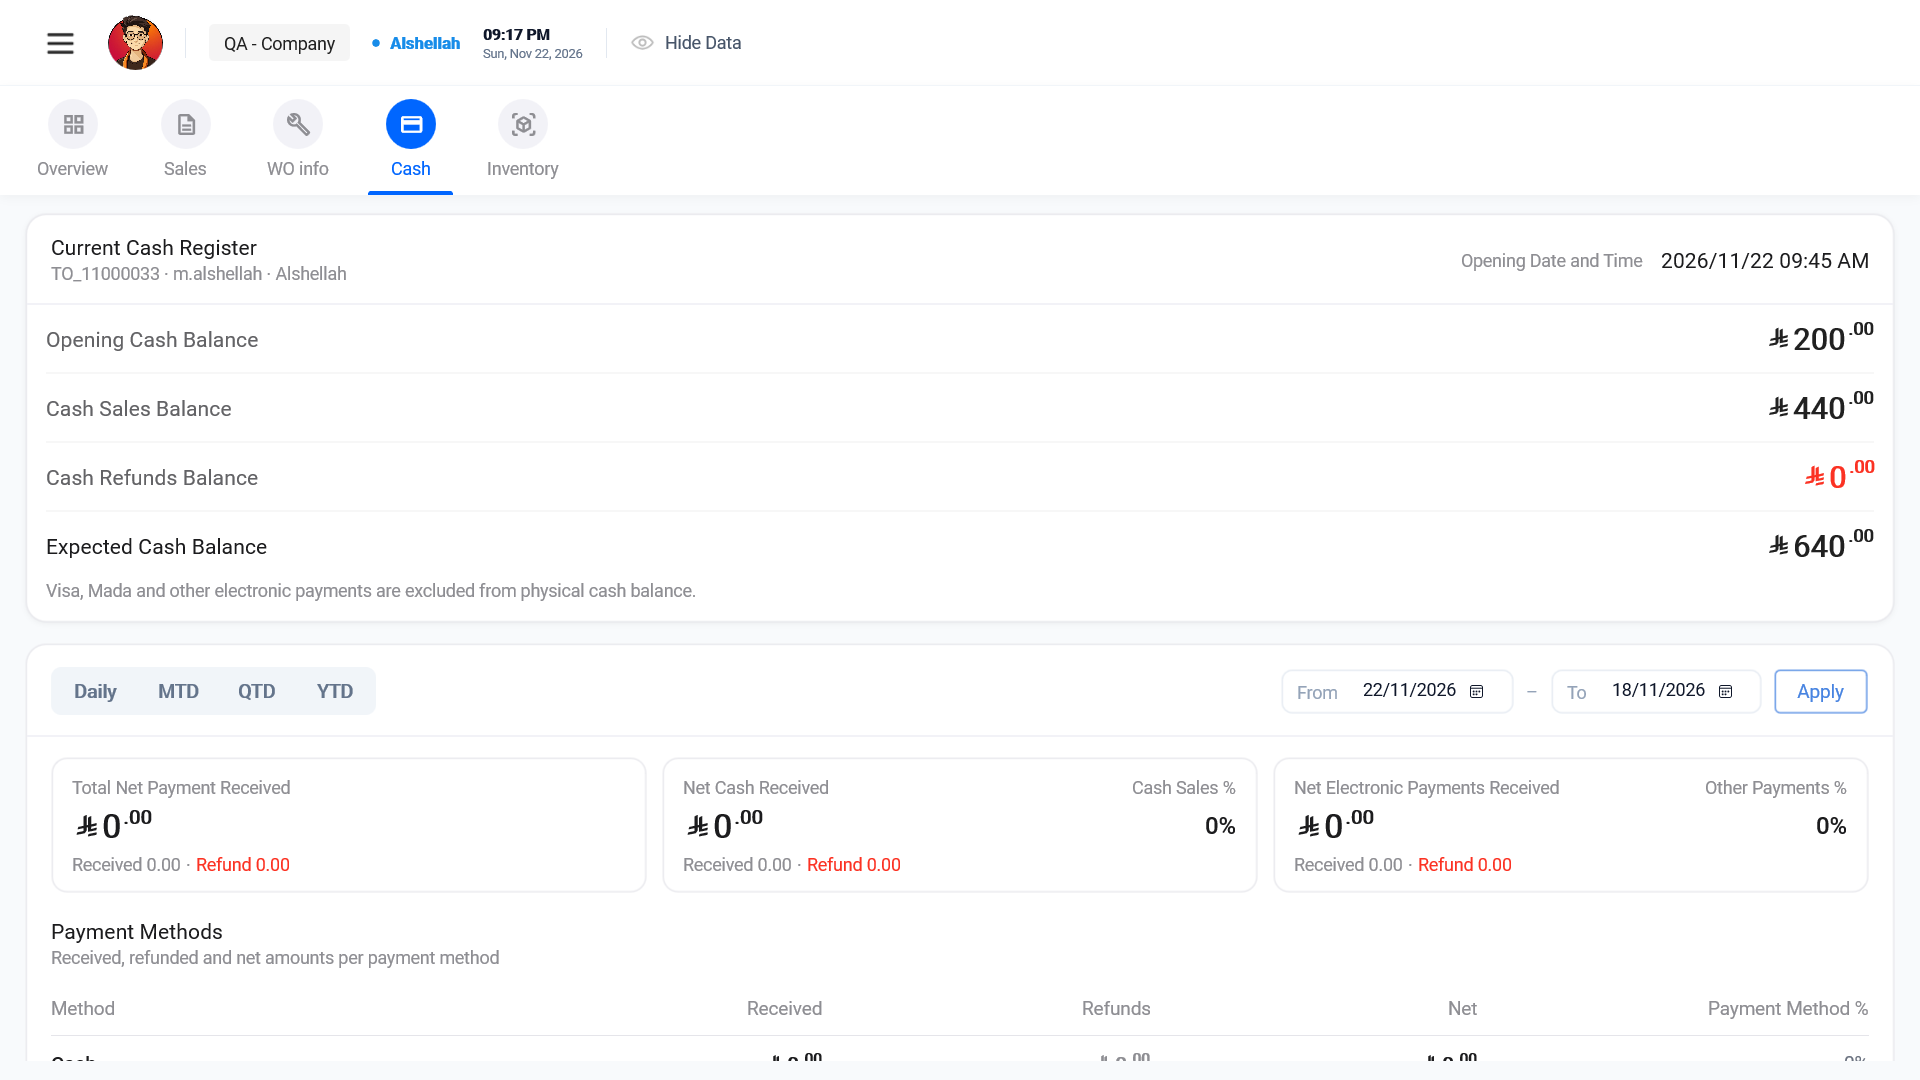 QA - Company
Alshellah
09:17 PM
Sun, Nov 22, 2026
Hide Data
Overview
Sales
WO info
Cash
Inventory
Current Cash Register
TO_11000033 · m.alshellah · Alshellah
Opening Date and Time 2026/11/22 09:45 AM
Opening Cash Balance
200.00
Cash Sales Balance
440.00
Cash Refunds Balance
0.00
Expected Cash Balance
640.00
Visa, Mada and other electronic payments are excluded from physical cash balance.
Daily MTD QTD YTD
From 22/11/2026 – To 18/11/2026
Apply
Total Net Payment Received
0.00
Received 0.00 · Refund 0.00
Net Cash Received
Cash Sales %
0.00
0%
Received 0.00 · Refund 0.00
Net Electronic Payments Received
Other Payments %
0.00
0%
Received 0.00 · Refund 0.00
Payment Methods
Received, refunded and net amounts per payment method
Method Received Refunds Net Payment Method %